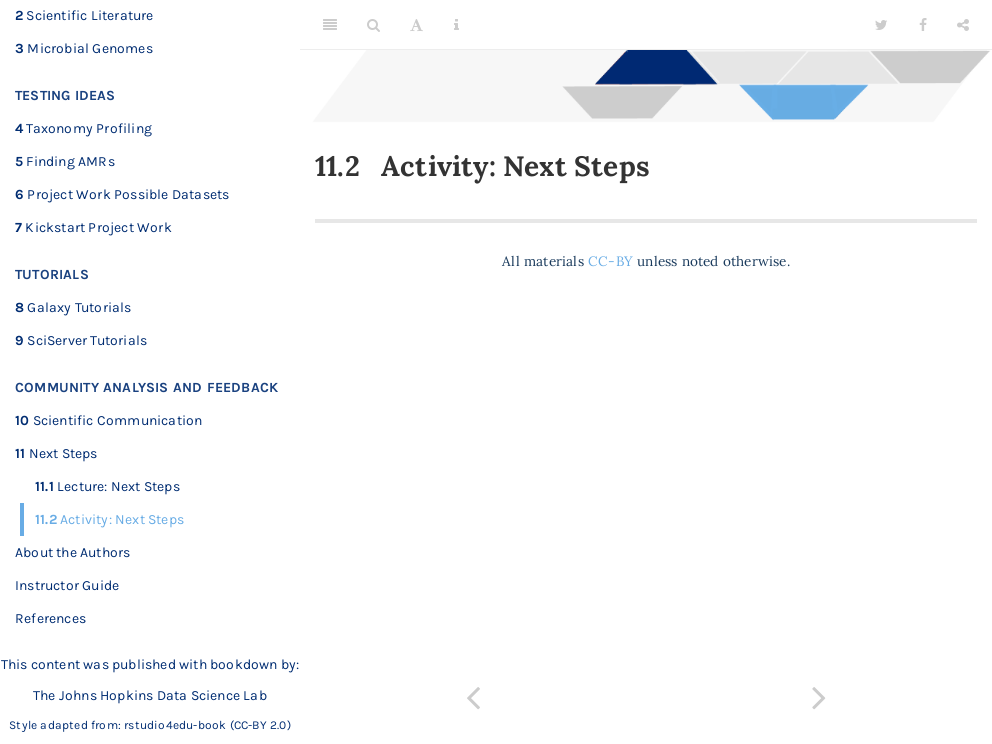 2 Scientific Literature
3 Microbial Genomes
TESTING IDEAS
4 Taxonomy Profiling
5 Finding AMRs
6 Project Work Possible Datasets
7 Kickstart Project Work
TUTORIALS
8 Galaxy Tutorials
9 SciServer Tutorials
COMMUNITY ANALYSIS AND FEEDBACK
10 Scientific Communication
11 Next Steps
11.1 Lecture: Next Steps
11.2 Activity: Next Steps
About the Authors
Instructor Guide
References
This content was published with bookdown by:
The Johns Hopkins Data Science Lab
Style adapted from: rstudio4edu-book (CC-BY 2.0)
11.2 Activity: Next Steps
All materials CC-BY unless noted otherwise.